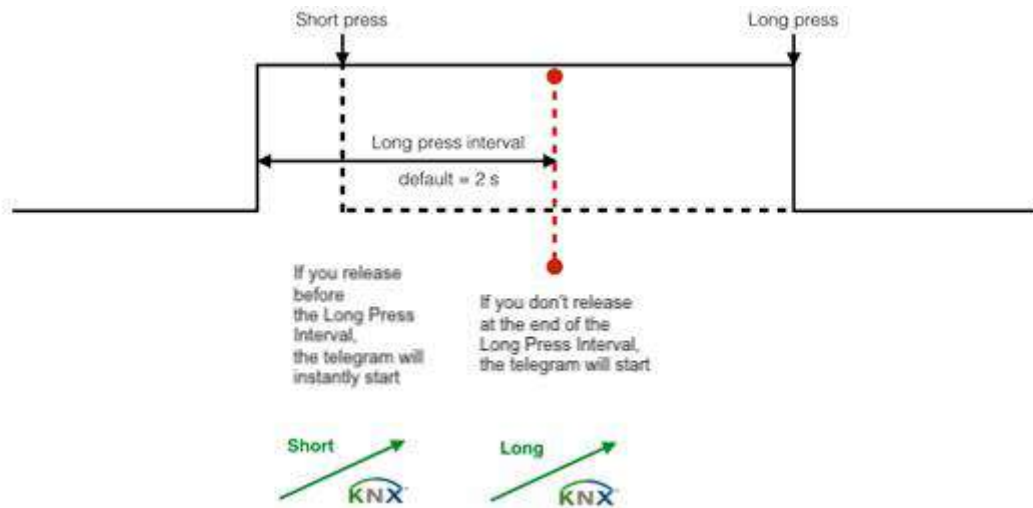 Short press
Long press
Long press interval
default = 2 s
If you release
before
the Long Press
Interval,
the telegram will
instantly start
If you don't release
at the end of the
Long Press Interval,
the telegram will start
Short
KNX
Long
KNX